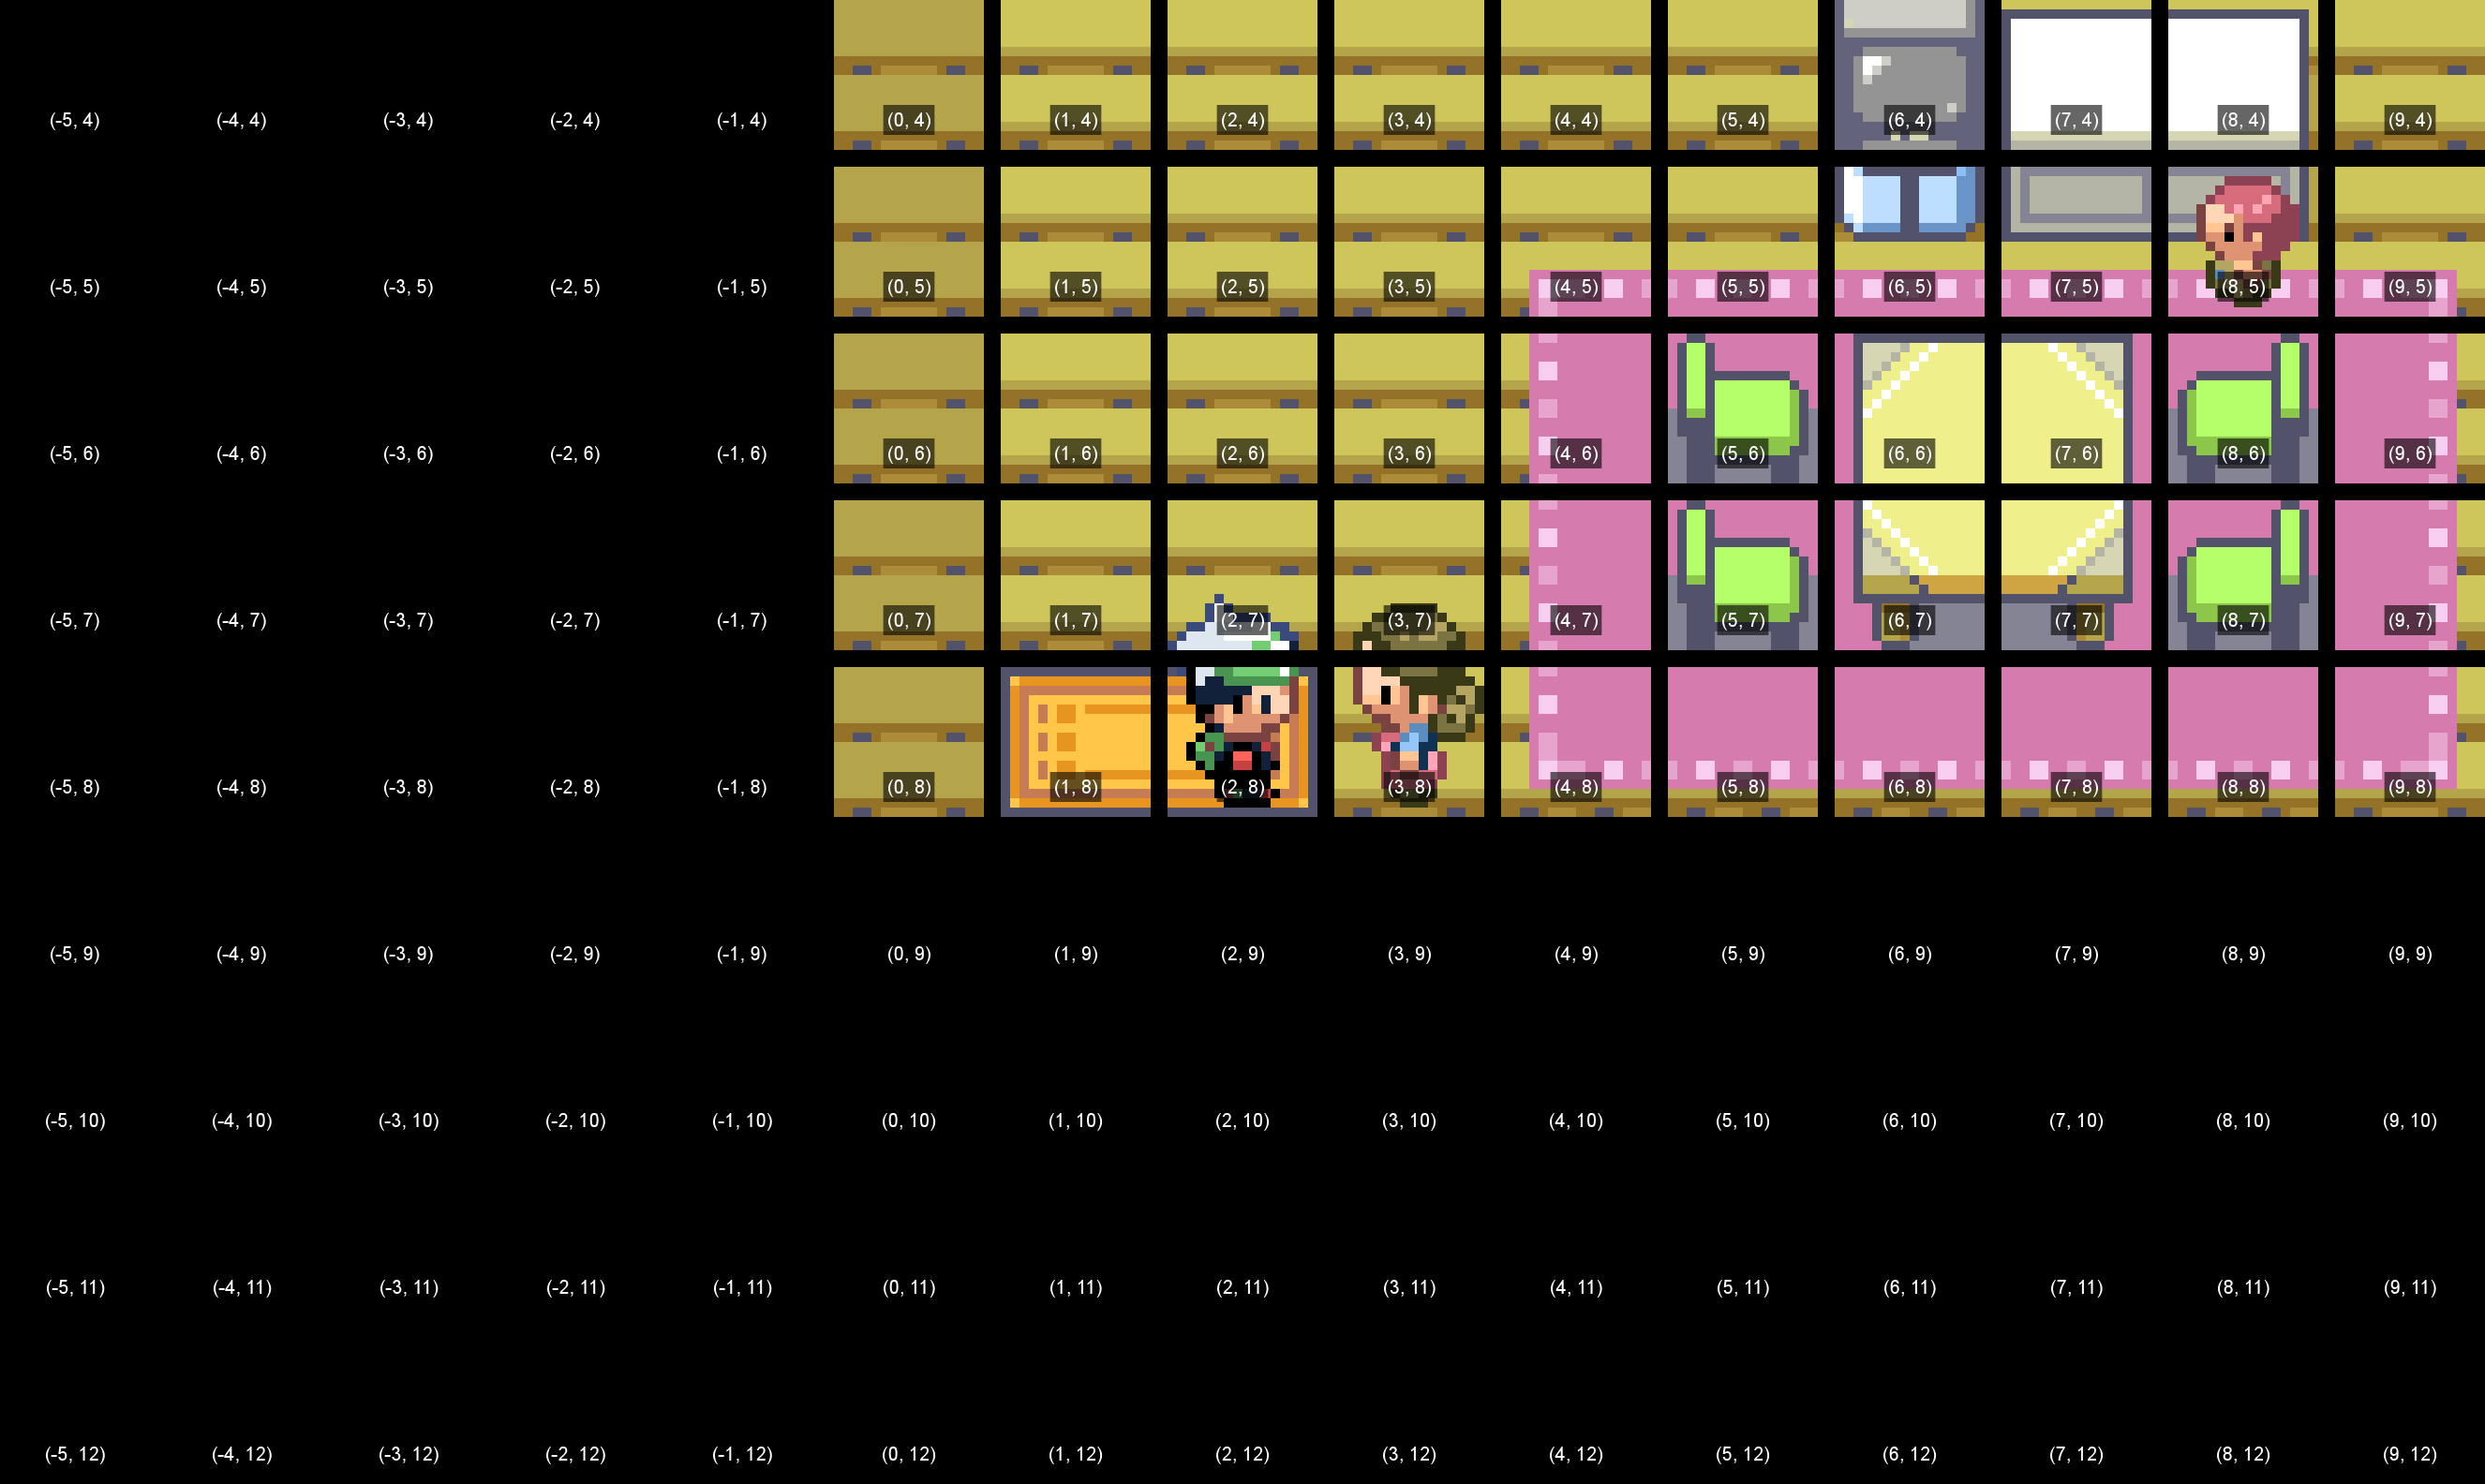 (-5, 4) (-4, 4) (-3, 4) (-2, 4) (-1, 4) (0, 4) (1, 4) (2, 4) (3, 4) (4, 4) (5, 4) (6, 4) (7, 4) (8, 4) (9, 4)
(-5, 5) (-4, 5) (-3, 5) (-2, 5) (-1, 5) (0, 5) (1, 5) (2, 5) (3, 5) (4, 5) (5, 5) (6, 5) (7, 5) (8, 5) (9, 5)
(-5, 6) (-4, 6) (-3, 6) (-2, 6) (-1, 6) (0, 6) (1, 6) (2, 6) (3, 6) (4, 6) (5, 6) (6, 6) (7, 6) (8, 6) (9, 6)
(-5, 7) (-4, 7) (-3, 7) (-2, 7) (-1, 7) (0, 7) (1, 7) (2, 7) (3, 7) (4, 7) (5, 7) (6, 7) (7, 7) (8, 7) (9, 7)
(-5, 8) (-4, 8) (-3, 8) (-2, 8) (-1, 8) (0, 8) (1, 8) (2, 8) (3, 8) (4, 8) (5, 8) (6, 8) (7, 8) (8, 8) (9, 8)
(-5, 9) (-4, 9) (-3, 9) (-2, 9) (-1, 9) (0, 9) (1, 9) (2, 9) (3, 9) (4, 9) (5, 9) (6, 9) (7, 9) (8, 9) (9, 9)
(-5, 10) (-4, 10) (-3, 10) (-2, 10) (-1, 10) (0, 10) (1, 10) (2, 10) (3, 10) (4, 10) (5, 10) (6, 10) (7, 10) (8, 10) (9, 10)
(-5, 11) (-4, 11) (-3, 11) (-2, 11) (-1, 11) (0, 11) (1, 11) (2, 11) (3, 11) (4, 11) (5, 11) (6, 11) (7, 11) (8, 11) (9, 11)
(-5, 12) (-4, 12) (-3, 12) (-2, 12) (-1, 12) (0, 12) (1, 12) (2, 12) (3, 12) (4, 12) (5, 12) (6, 12) (7, 12) (8, 12) (9, 12)